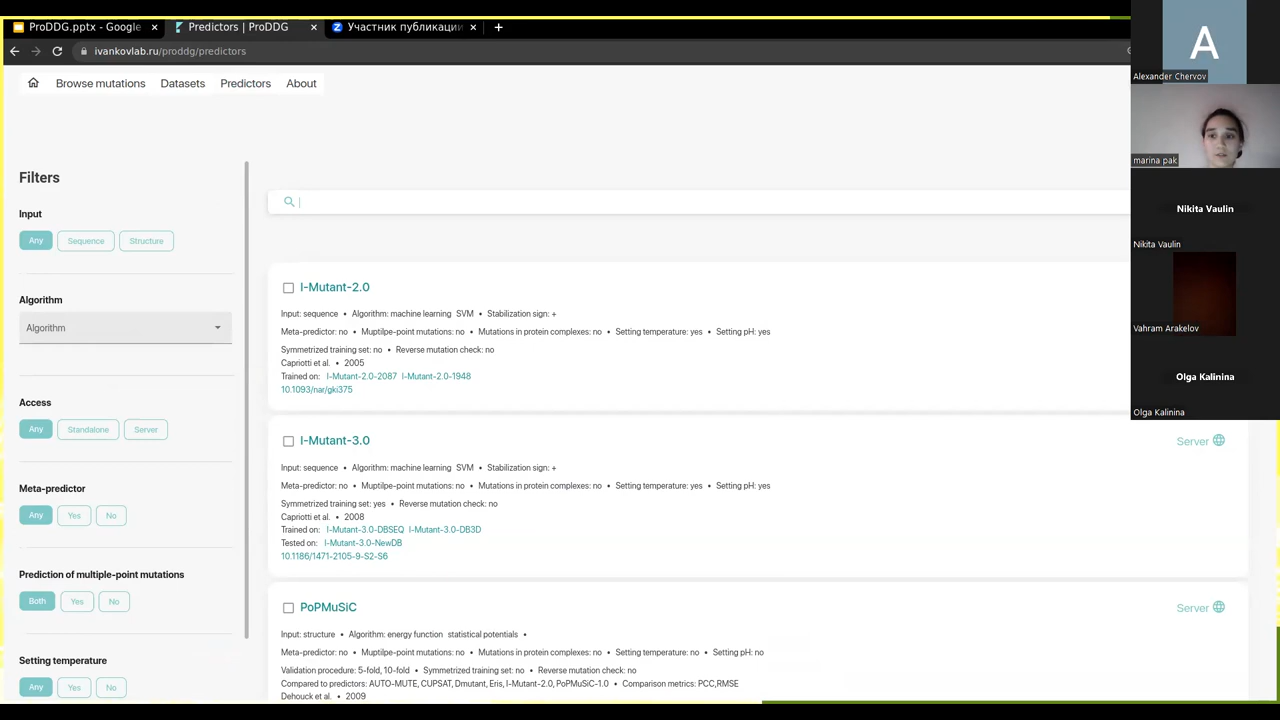 ProDDG.pptx - Google
Predictors | ProDDG
Участник публикации
ivankovlab.ru/proddg/predictors
Browse mutations Datasets Predictors About
Filters
Input
Any Sequence Structure
Algorithm
Algorithm
Access
Any Standalone Server
Meta-predictor
Any Yes No
Prediction of multiple-point mutations
Both Yes No
Setting temperature
Any Yes No
I-Mutant-2.0
Input: sequence • Algorithm: machine learning SVM • Stabilization sign: +
Meta-predictor: no • Muptilpe-point mutations: no • Mutations in protein complexes: no • Setting temperature: yes • Setting pH: yes
Symmetrized training set: no • Reverse mutation check: no
Capriotti et al. • 2005
Trained on: I-Mutant-2.0-2087 I-Mutant-2.0-1948
10.1093/nar/gki375
I-Mutant-3.0
Server
Input: sequence • Algorithm: machine learning SVM • Stabilization sign: +
Meta-predictor: no • Muptilpe-point mutations: no • Mutations in protein complexes: no • Setting temperature: yes • Setting pH: yes
Symmetrized training set: yes • Reverse mutation check: no
Capriotti et al. • 2008
Trained on: I-Mutant-3.0-DBSEQ I-Mutant-3.0-DB3D
Tested on: I-Mutant-3.0-NewDB
10.1186/1471-2105-9-S2-S6
PoPMuSiC
Server
Input: structure • Algorithm: energy function statistical potentials •
Meta-predictor: no • Muptilpe-point mutations: no • Mutations in protein complexes: no • Setting temperature: no • Setting pH: no
Validation procedure: 5-fold, 10-fold • Symmetrized training set: no • Reverse mutation check: no
Compared to predictors: AUTO-MUTE, CUPSAT, Dmutant, Eris, I-Mutant-2.0, PoPMuSiC-1.0 • Comparison metrics: PCC,RMSE
Dehouck et al. • 2009
A
Alexander Chervov
marina pak
Nikita Vaulin
Nikita Vaulin
Vahram Arakelov
Olga Kalinina
Olga Kalinina